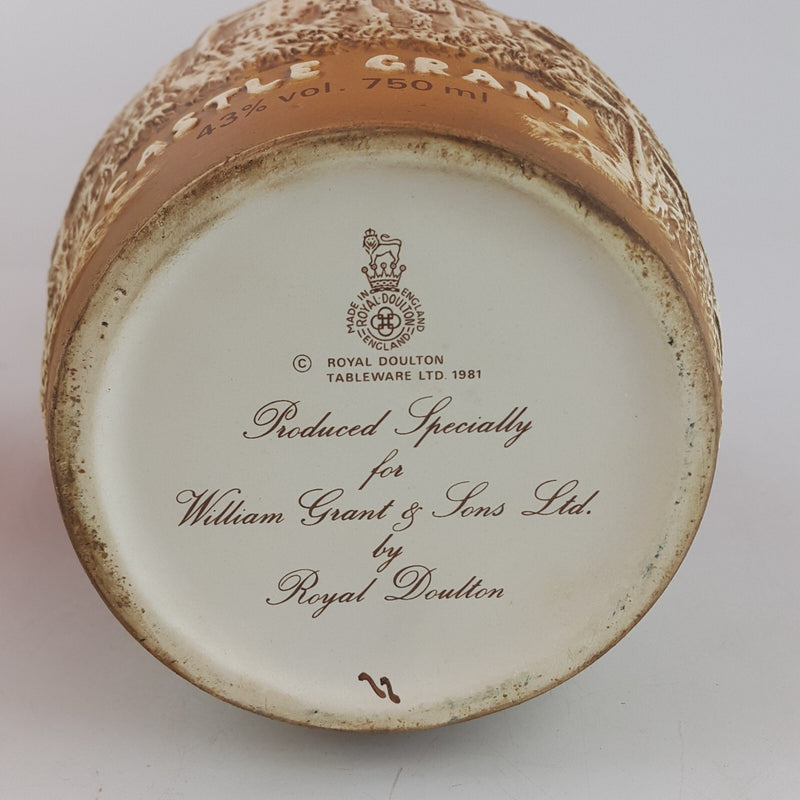 CASTLE GRANT
43% vol. 750 ml
MADE IN ENGLAND
ROYAL·DOULTON
ENGLAND
© ROYAL DOULTON
TABLEWARE LTD. 1981
Produced Specially
for
William Grant & Sons Ltd.
by
Royal Doulton